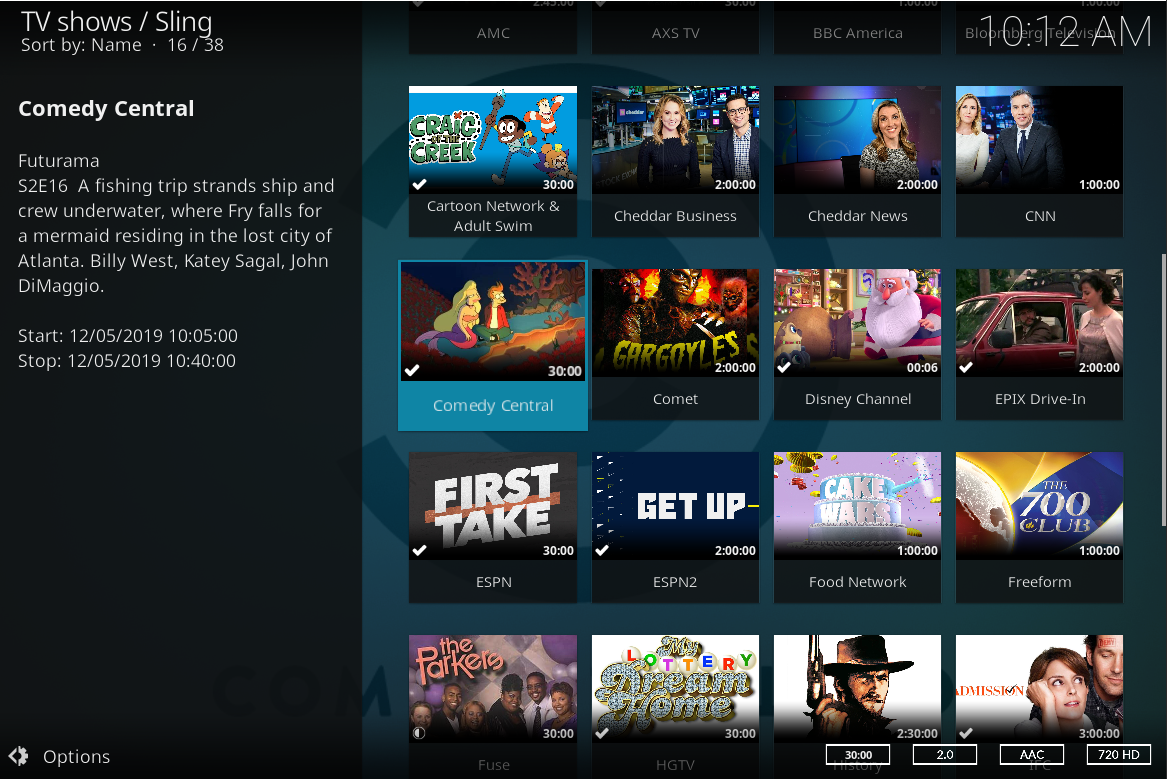 TV shows / Sling
Sort by: Name · 16 / 38
10:12 AM
Comedy Central
Futurama
S2E16 A fishing trip strands ship and
crew underwater, where Fry falls for
a mermaid residing in the lost city of
Atlanta. Billy West, Katey Sagal, John
DiMaggio.
Start: 12/05/2019 10:05:00
Stop: 12/05/2019 10:40:00
Options
AMC
AXS TV
BBC America
Bloomberg Television
CRAIG
OF THE
CREEK
30:00
Cartoon Network &
Adult Swim
cheddar
2:00:00
Cheddar Business
2:00:00
Cheddar News
1:00:00
CNN
30:00
Comedy Central
GARGOYLES
2:00:00
Comet
00:06
Disney Channel
2:00:00
EPIX Drive-In
FIRST
TAKE
30:00
ESPN
GET UP
2:00:00
ESPN2
CAKE
WARS
1:00:00
Food Network
THE
700
CLUB
1:00:00
Freeform
the
Parkers
30:00
Fuse
My
LOTTERY
Dream
Home
30:00
HGTV
2:30:00
History
ADMISSION
3:00:00
IFC
30:00
2.0
AAC
720 HD